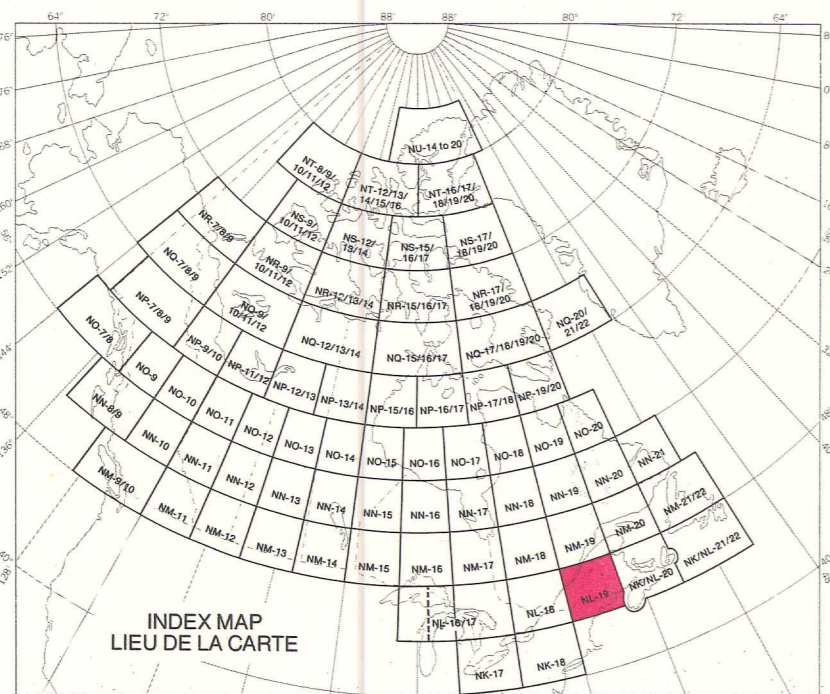 64° 72° 80° 88° 88° 80° 72° 64°
76°
NU-14 to 20
NT-8/9/
10/11/12
NT-12/13/
14/15/16
NT-16/17/
18/19/20
NS-9/
10/11/12
NS-12/
13/14
NS-15/
16/17
NS-17/
18/19/20
NR-7/8/9
NR-9/
10/11/12
NR-12/13/14
NR-15/16/17
NR-17/
18/19/20
NQ-7/8/9
NQ-9/
10/11/12
NQ-12/13/14
NQ-15/16/17
NQ-17/18/19/20
NQ-20/
21/22
NP-7/8/9
NP-9/10
NP-11/12
NP-12/13
NP-13/14
NP-15/16
NP-16/17
NP-17/18
NP-19/20
NO-7/8
NO-9
NO-10
NO-11
NO-12
NO-13
NO-14
NO-15
NO-16
NO-17
NO-18
NO-19
NO-20
NN-8/9
NN-10
NN-11
NN-12
NN-13
NN-14
NN-15
NN-16
NN-17
NN-18
NN-19
NN-20
NN-21
NM-9/10
NM-11
NM-12
NM-13
NM-14
NM-15
NM-16
NM-17
NM-18
NM-19
NM-20
NM-21/22
NL-16/17
NL-18
NL-19
NK/NL-20
NK/NL-21/22
NK-17
NK-18
144°
136°
128°
INDEX MAP
LIEU DE LA CARTE